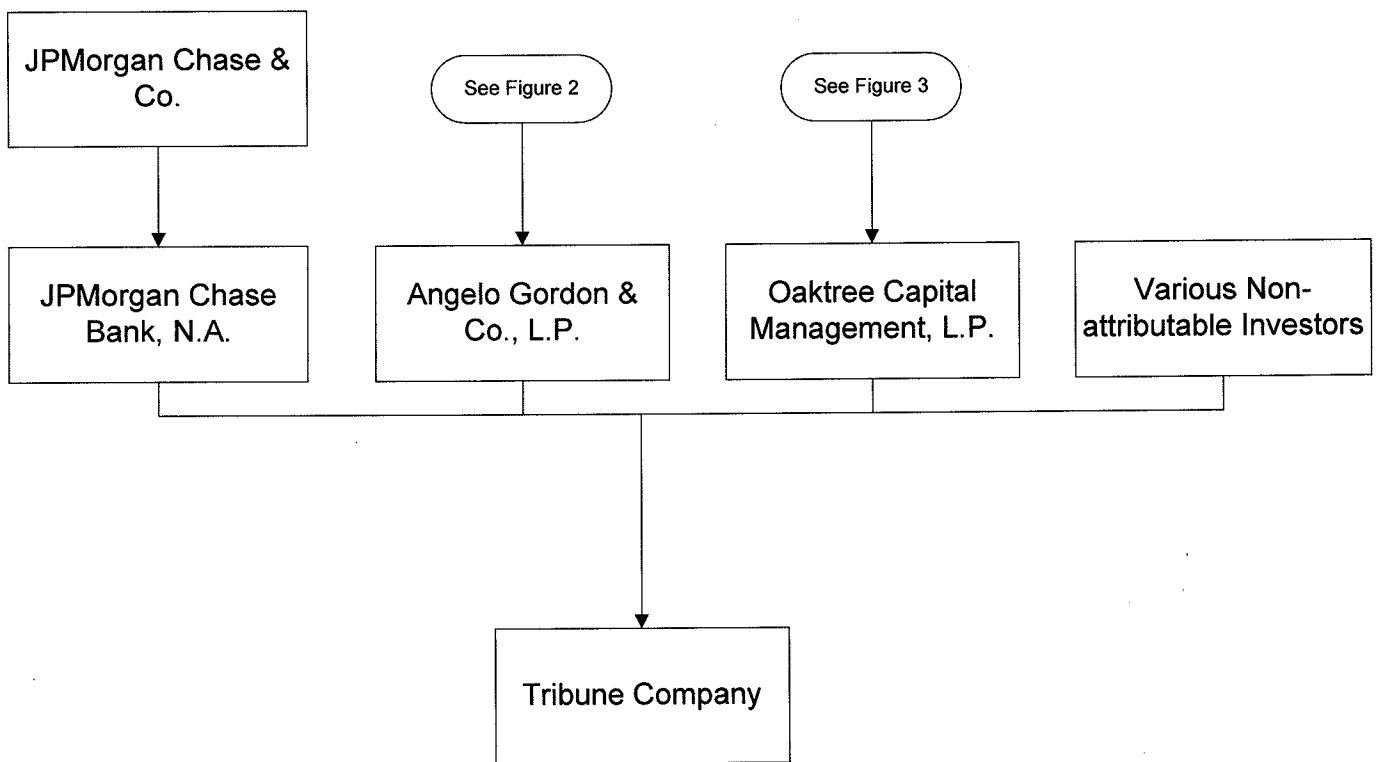 JPMorgan Chase &
Co.
See Figure 2
See Figure 3
JPMorgan Chase
Bank, N.A.
Angelo Gordon &
Co., L.P.
Oaktree Capital
Management, L.P.
Various Non-
attributable Investors
Tribune Company